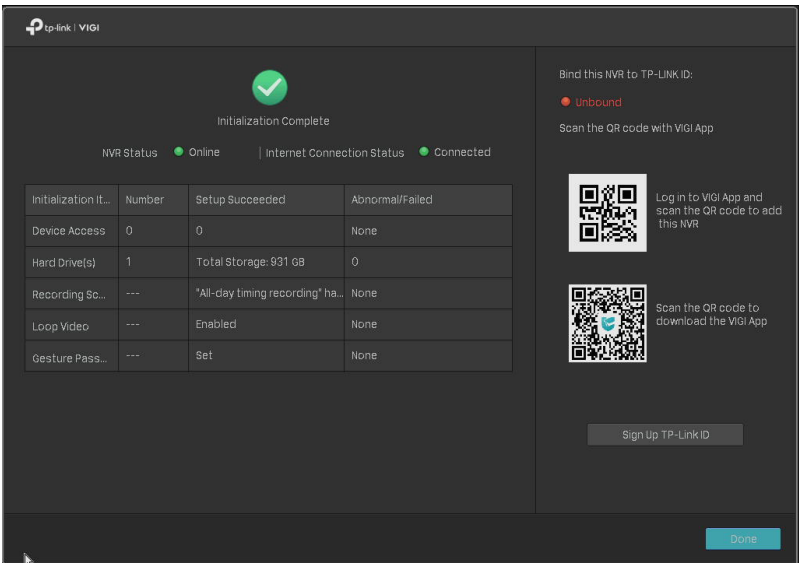 tp-link | VIGI
Initialization Complete
NVR Status Online | Internet Connection Status Connected
Initialization It... Number Setup Succeeded Abnormal/Failed
Device Access 0 0 None
Hard Drive(s) 1 Total Storage: 931 GB 0
Recording Sc... --- "All-day timing recording" ha... None
Loop Video --- Enabled None
Gesture Pass... --- Set None
Bind this NVR to TP-LINK ID:
Unbound
Scan the QR code with VIGI App
Log in to VIGI App and
scan the QR code to add
this NVR
Scan the QR code to
download the VIGI App
Sign Up TP-Link ID
Done